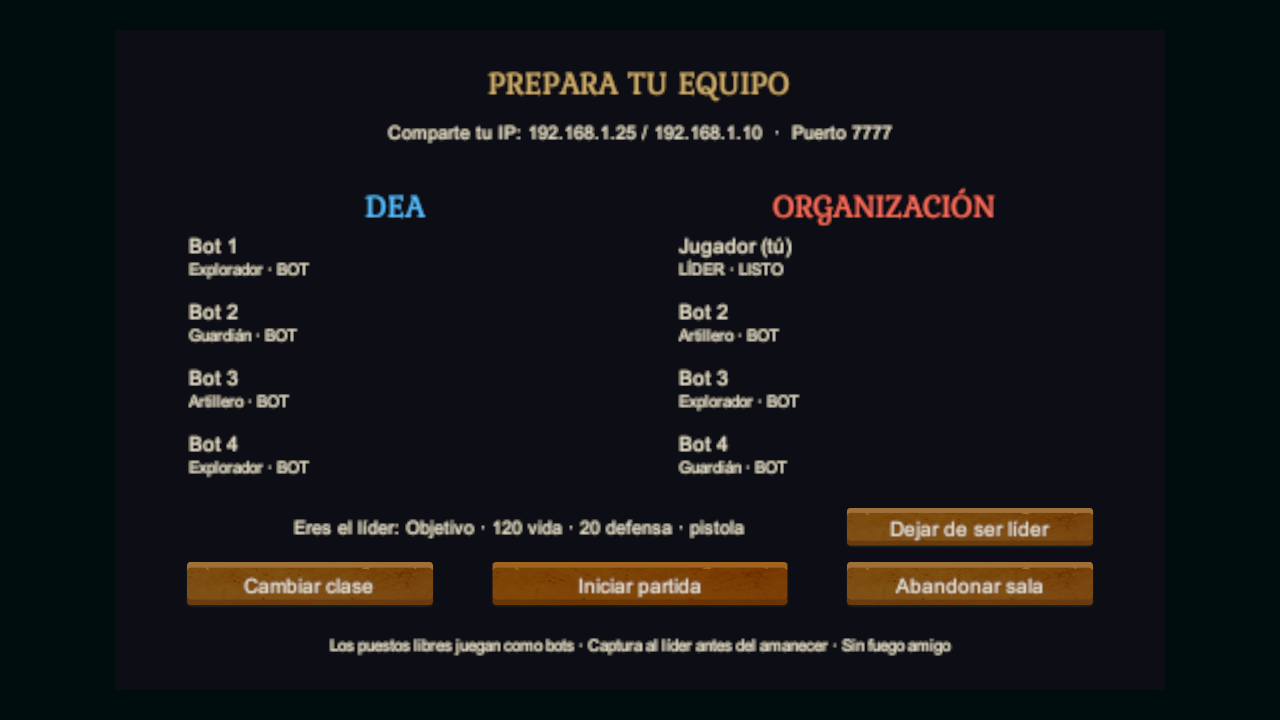 PREPARA TU EQUIPO
Comparte tu IP: 192.168.1.25 / 192.168.1.10 · Puerto 7777
DEA
Bot 1
Explorador · BOT
Bot 2
Guardián · BOT
Bot 3
Artillero · BOT
Bot 4
Explorador · BOT
ORGANIZACIÓN
Jugador (tú)
LÍDER · LISTO
Bot 2
Artillero · BOT
Bot 3
Explorador · BOT
Bot 4
Guardián · BOT
Eres el líder: Objetivo · 120 vida · 20 defensa · pistola
Dejar de ser líder
Cambiar clase
Iniciar partida
Abandonar sala
Los puestos libres juegan como bots · Captura al líder antes del amanecer · Sin fuego amigo